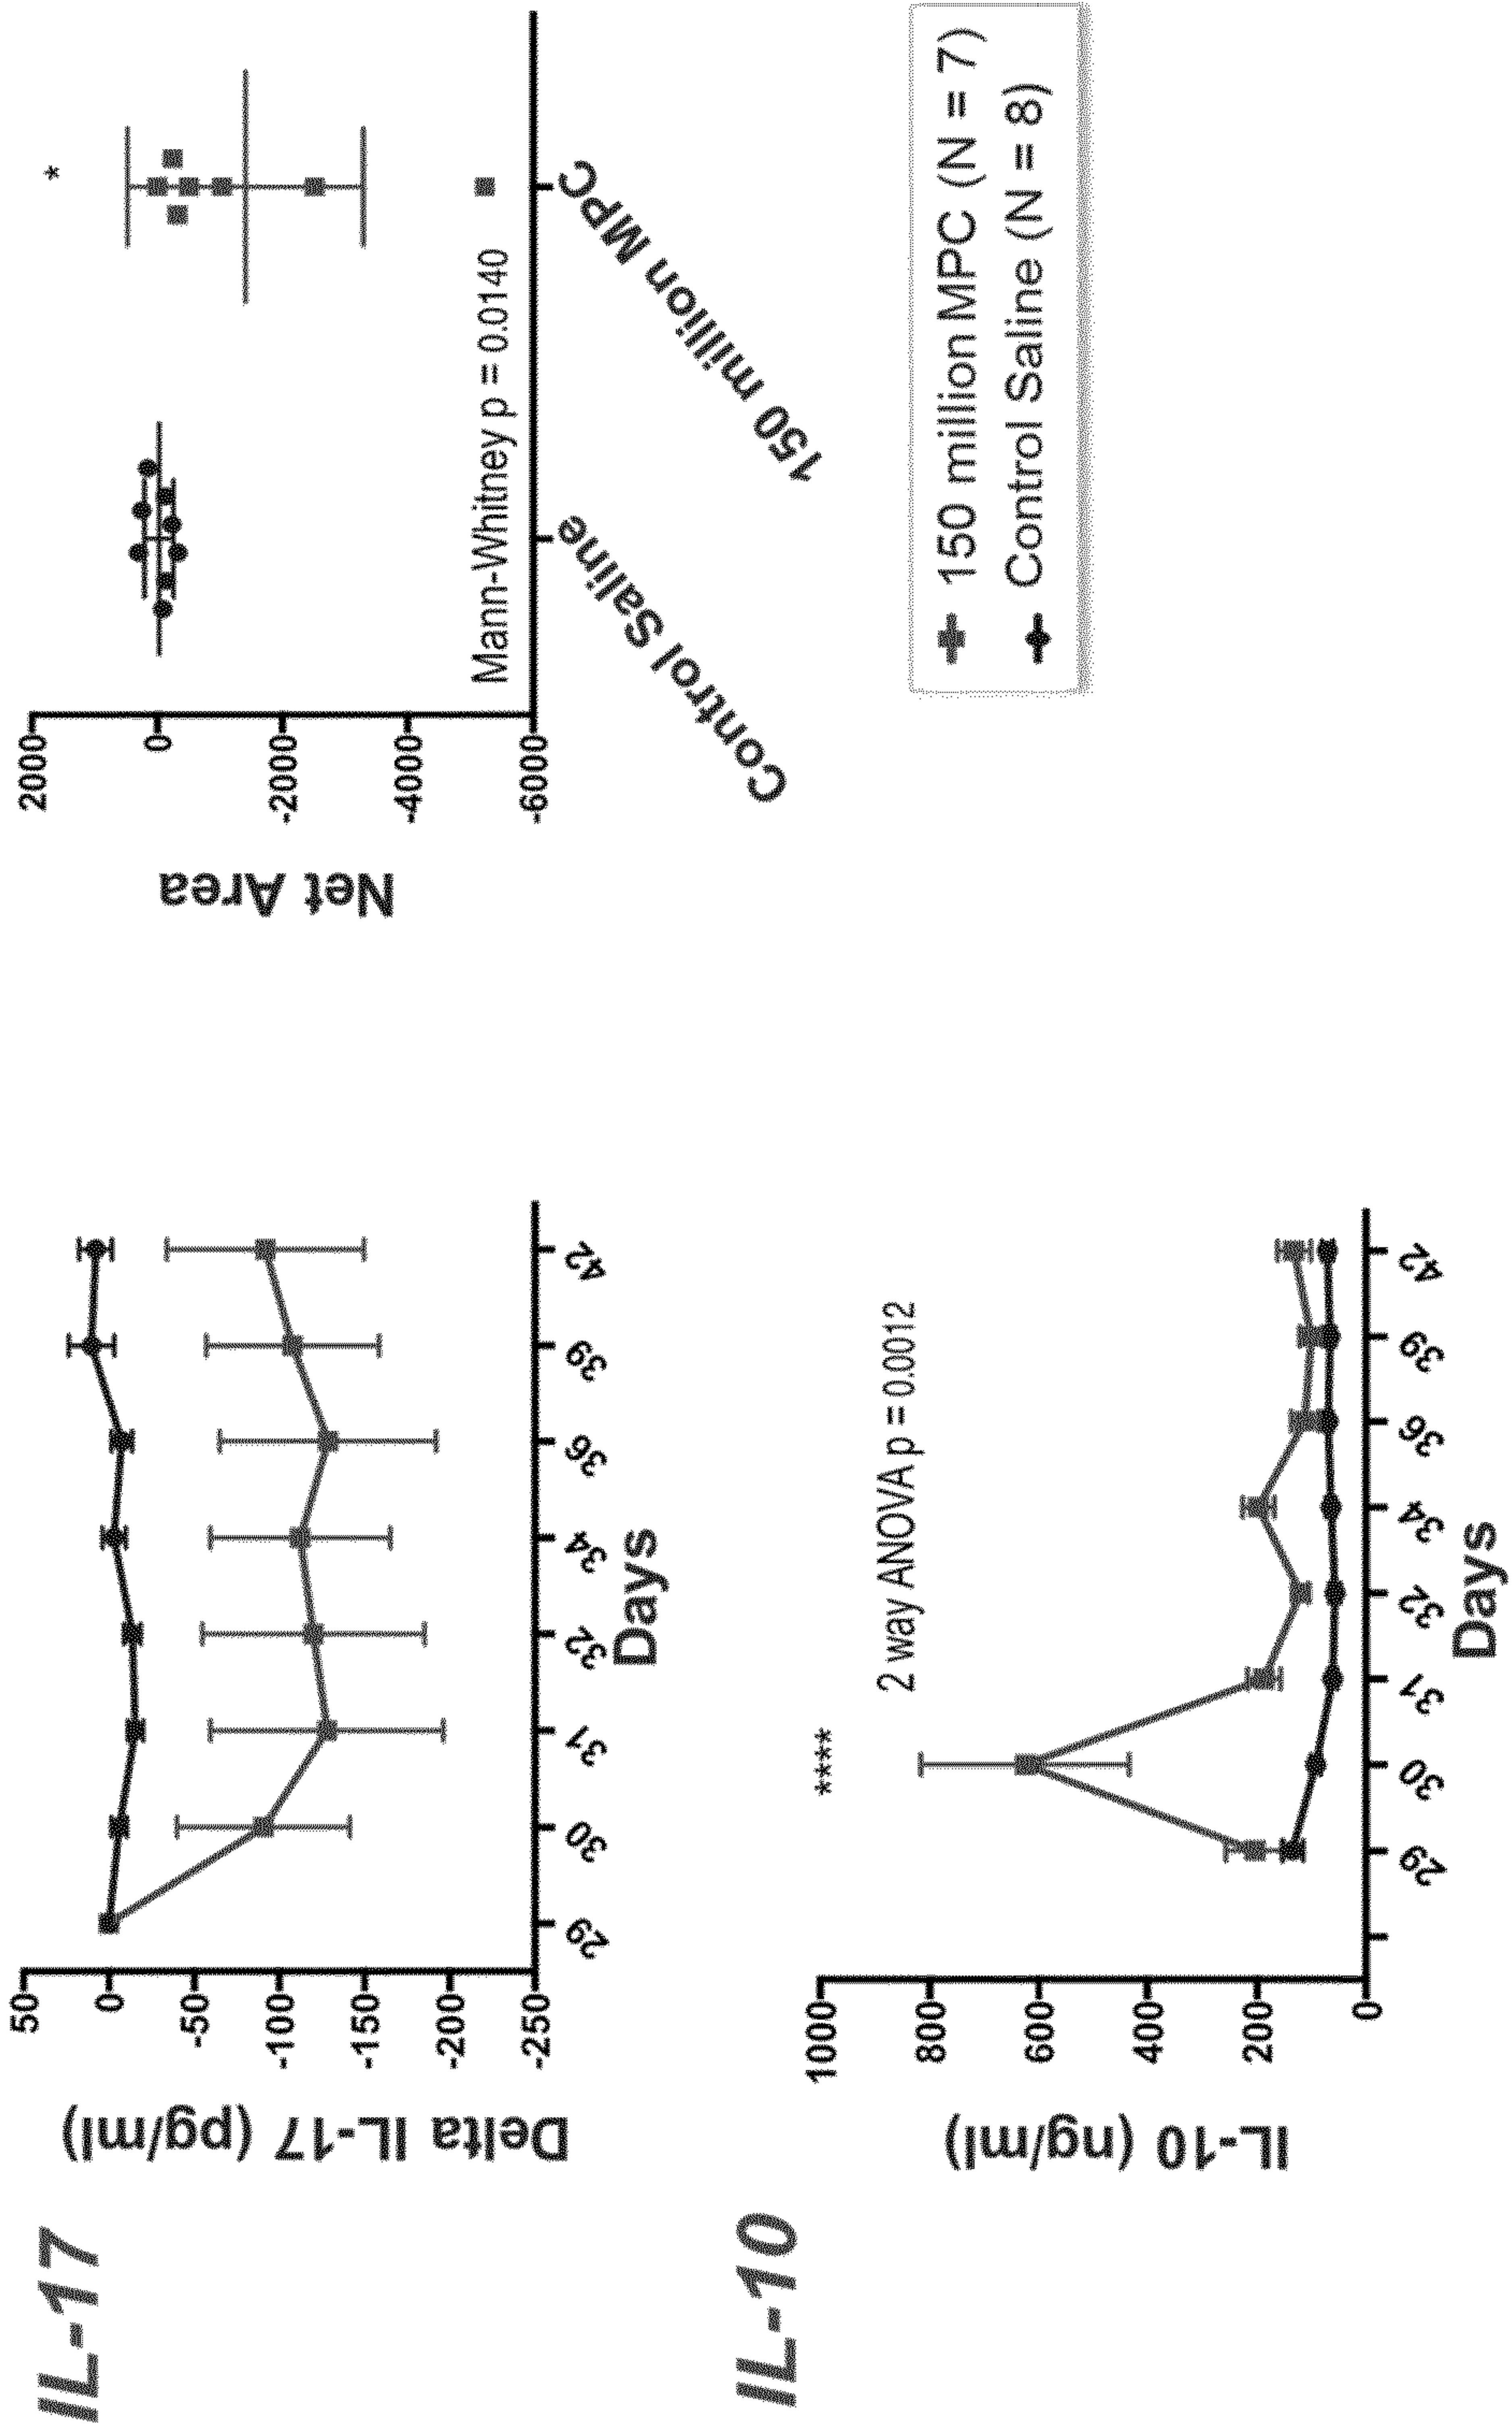 IL-17
Delta IL-17 (pg/ml)
50
0
-50
-100
-150
-200
-250
29
30
31
32
34
36
39
42
Days
Net Area
2000
0
-2000
-4000
-6000
*
Mann-Whitney p = 0.0140
Control Saline
150 million MPC
IL-10
IL-10 (ng/ml)
1000
800
600
400
200
0
****
2 way ANOVA p = 0.0012
29
30
31
32
34
36
39
42
Days
150 million MPC (N = 7)
Control Saline (N = 8)